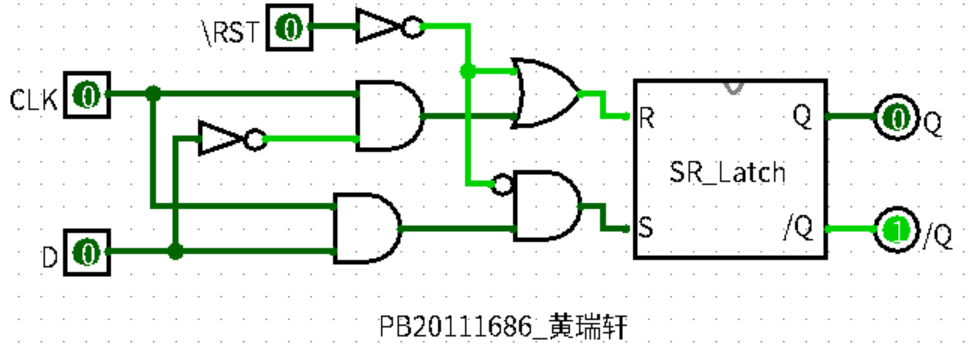 \RST 0
CLK 0
D 0
R
S
SR_Latch
Q
/Q
0 Q
1 /Q
PB20111686_黄瑞轩